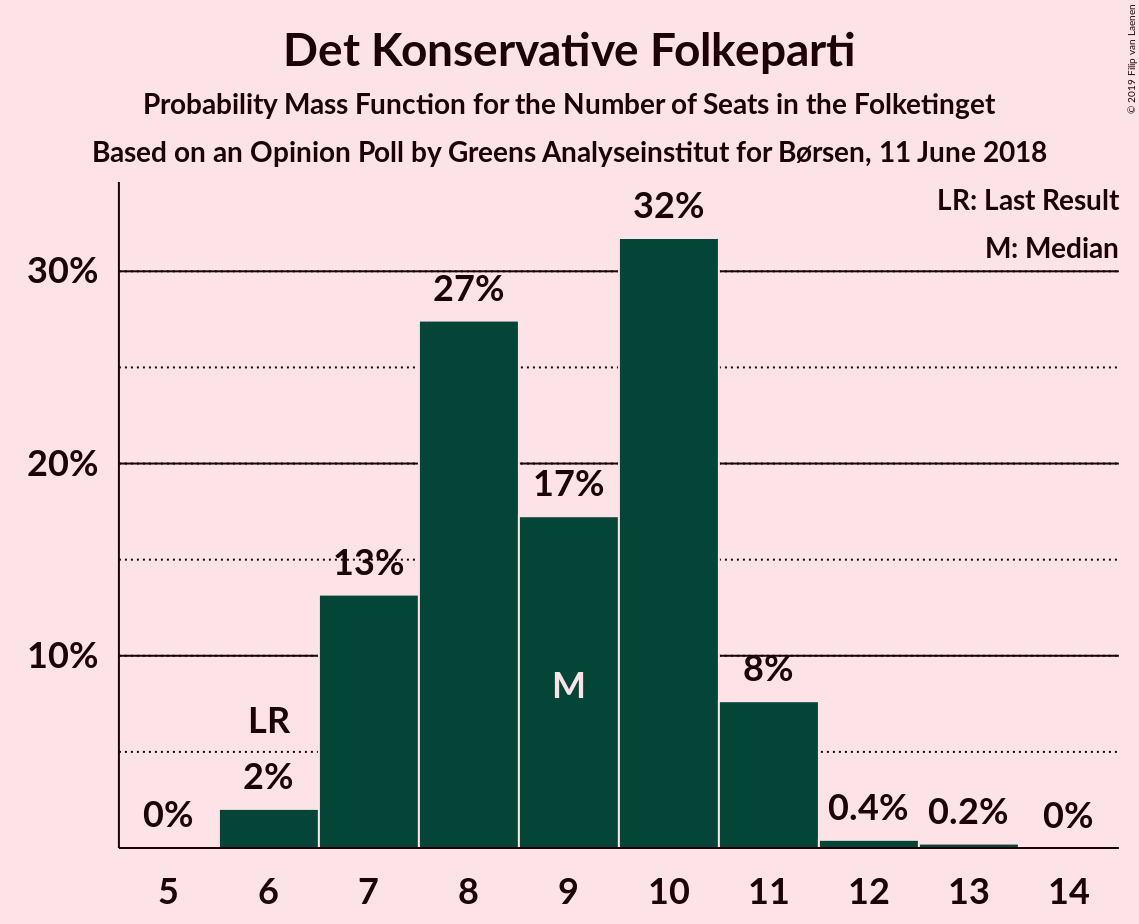 Det Konservative Folkeparti
Probability Mass Function for the Number of Seats in the Folketinget
Based on an Opinion Poll by Greens Analyseinstitut for Børsen, 11 June 2018
© 2019 Filip van Laenen
LR: Last Result
M: Median
32%
30%
27%
20%
17%
13%
10%
8%
M
LR
2%
0%
0.4%
0.2%
0%
5 6 7 8 9 10 11 12 13 14